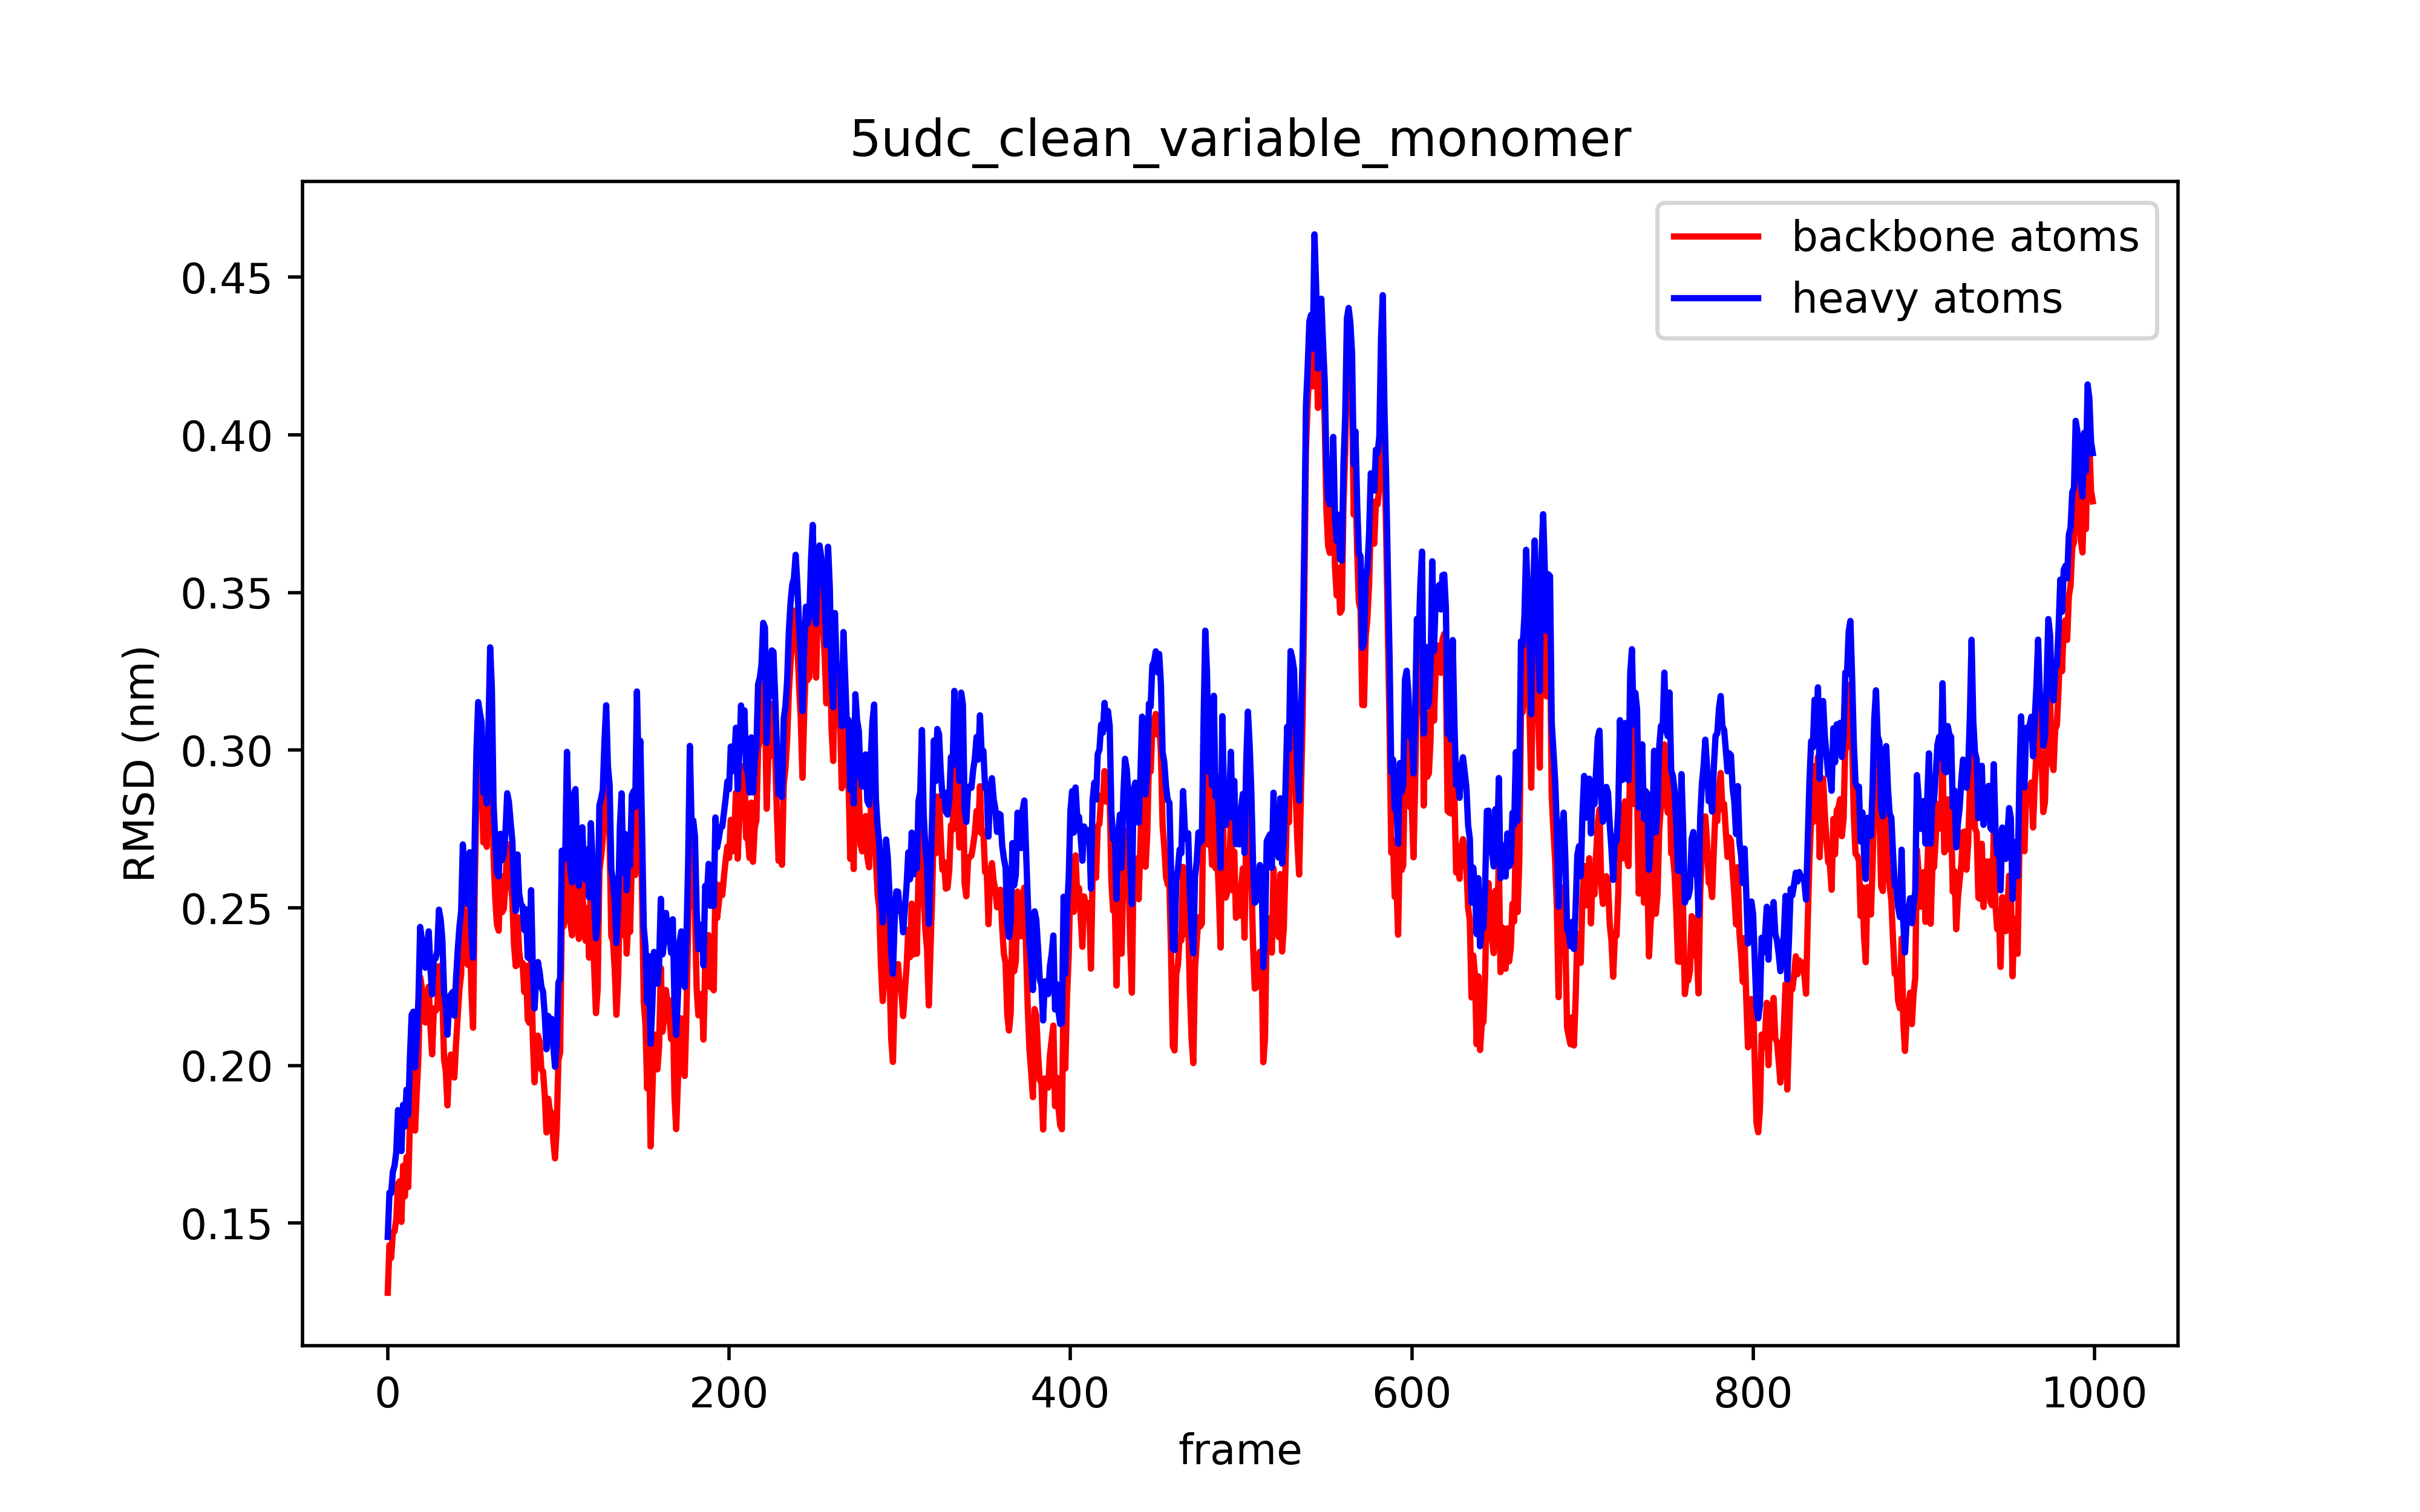 5udc_clean_variable_monomer
backbone atoms
heavy atoms
RMSD (nm)
0.45
0.40
0.35
0.30
0.25
0.20
0.15
0 200 400 600 800 1000
frame